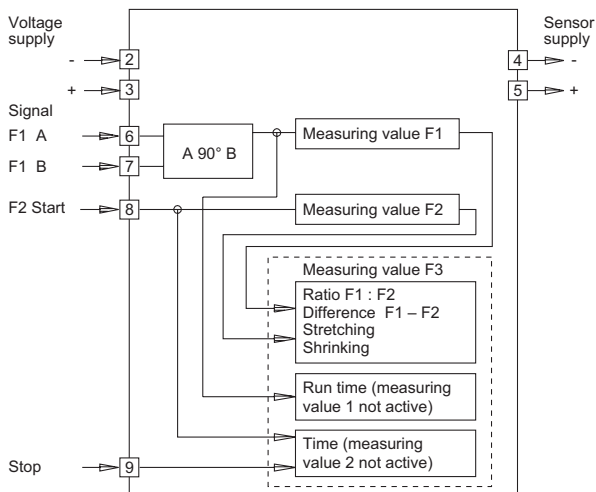 Voltage
supply
- 2
+ 3
Signal
F1 A 6
F1 B 7
F2 Start 8
Stop 9
A 90° B
Measuring value F1
Measuring value F2
Measuring value F3
Ratio F1 : F2
Difference F1 – F2
Stretching
Shrinking
Run time (measuring
value 1 not active)
Time (measuring
value 2 not active)
Sensor
supply
4 -
5 +